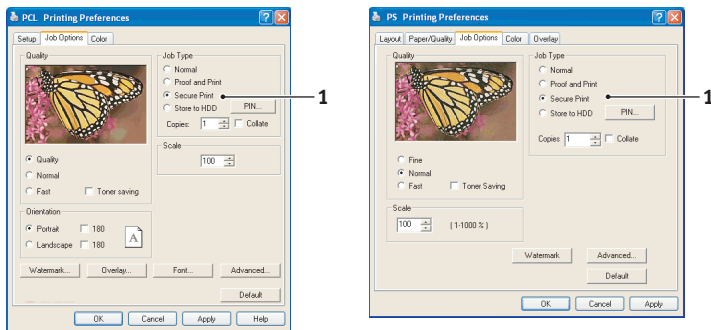 PCL Printing Preferences
Setup Job Options Color
Quality
Job Type
Normal
Proof and Print
Secure Print
Store to HDD PIN...
Copies: 1 Collate
Scale
100
Quality
Normal
Fast Toner saving
Orientation
Portrait 180
Landscape 180
A
Watermark... Overlay... Font... Advanced...
Default
OK Cancel Apply Help
1
PS Printing Preferences
Layout Paper/Quality Job Options Color Overlay
Quality
Job Type
Normal
Proof and Print
Secure Print
Store to HDD PIN...
Copies 1 Collate
Fine
Normal
Fast Toner Saving
Scale
100 (1-1000 %)
Watermark Advanced...
Default
OK Cancel Apply
1